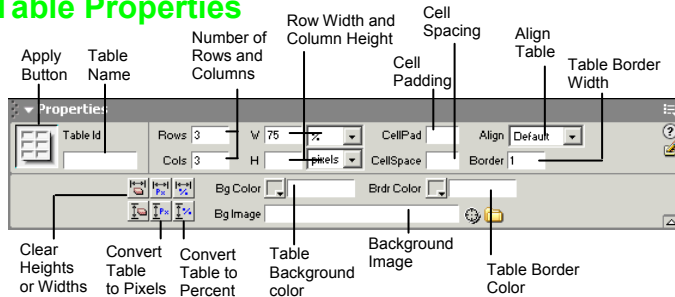 Table Properties
Row Width and
Column Height
Cell
Spacing
Number of
Rows and
Columns
Align
Table
Apply
Button
Table
Name
Cell
Padding
Table Border
Width
Properties
Table Id
Rows 3
W 75
%
CellPad
Align Default
Cols 3
H
pixels
CellSpace
Border 1
Bg Color
Brdr Color
Bg Image
Clear
Heights
or Widths
Convert
Table
to Pixels
Convert
Table to
Percent
Table
Background
color
Background
Image
Table Border
Color